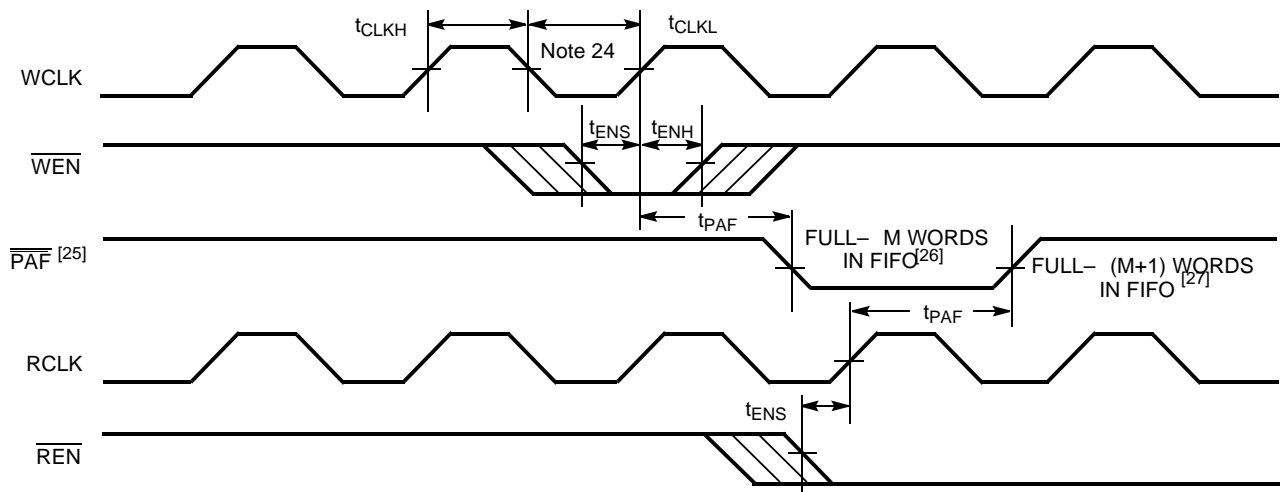 tCLKH
tCLKL
Note 24
WCLK
tENS
tENH
WEN
tPAF
PAF [25]
FULL– M WORDS
IN FIFO[26]
FULL– (M+1) WORDS
IN FIFO [27]
tPAF
RCLK
tENS
REN